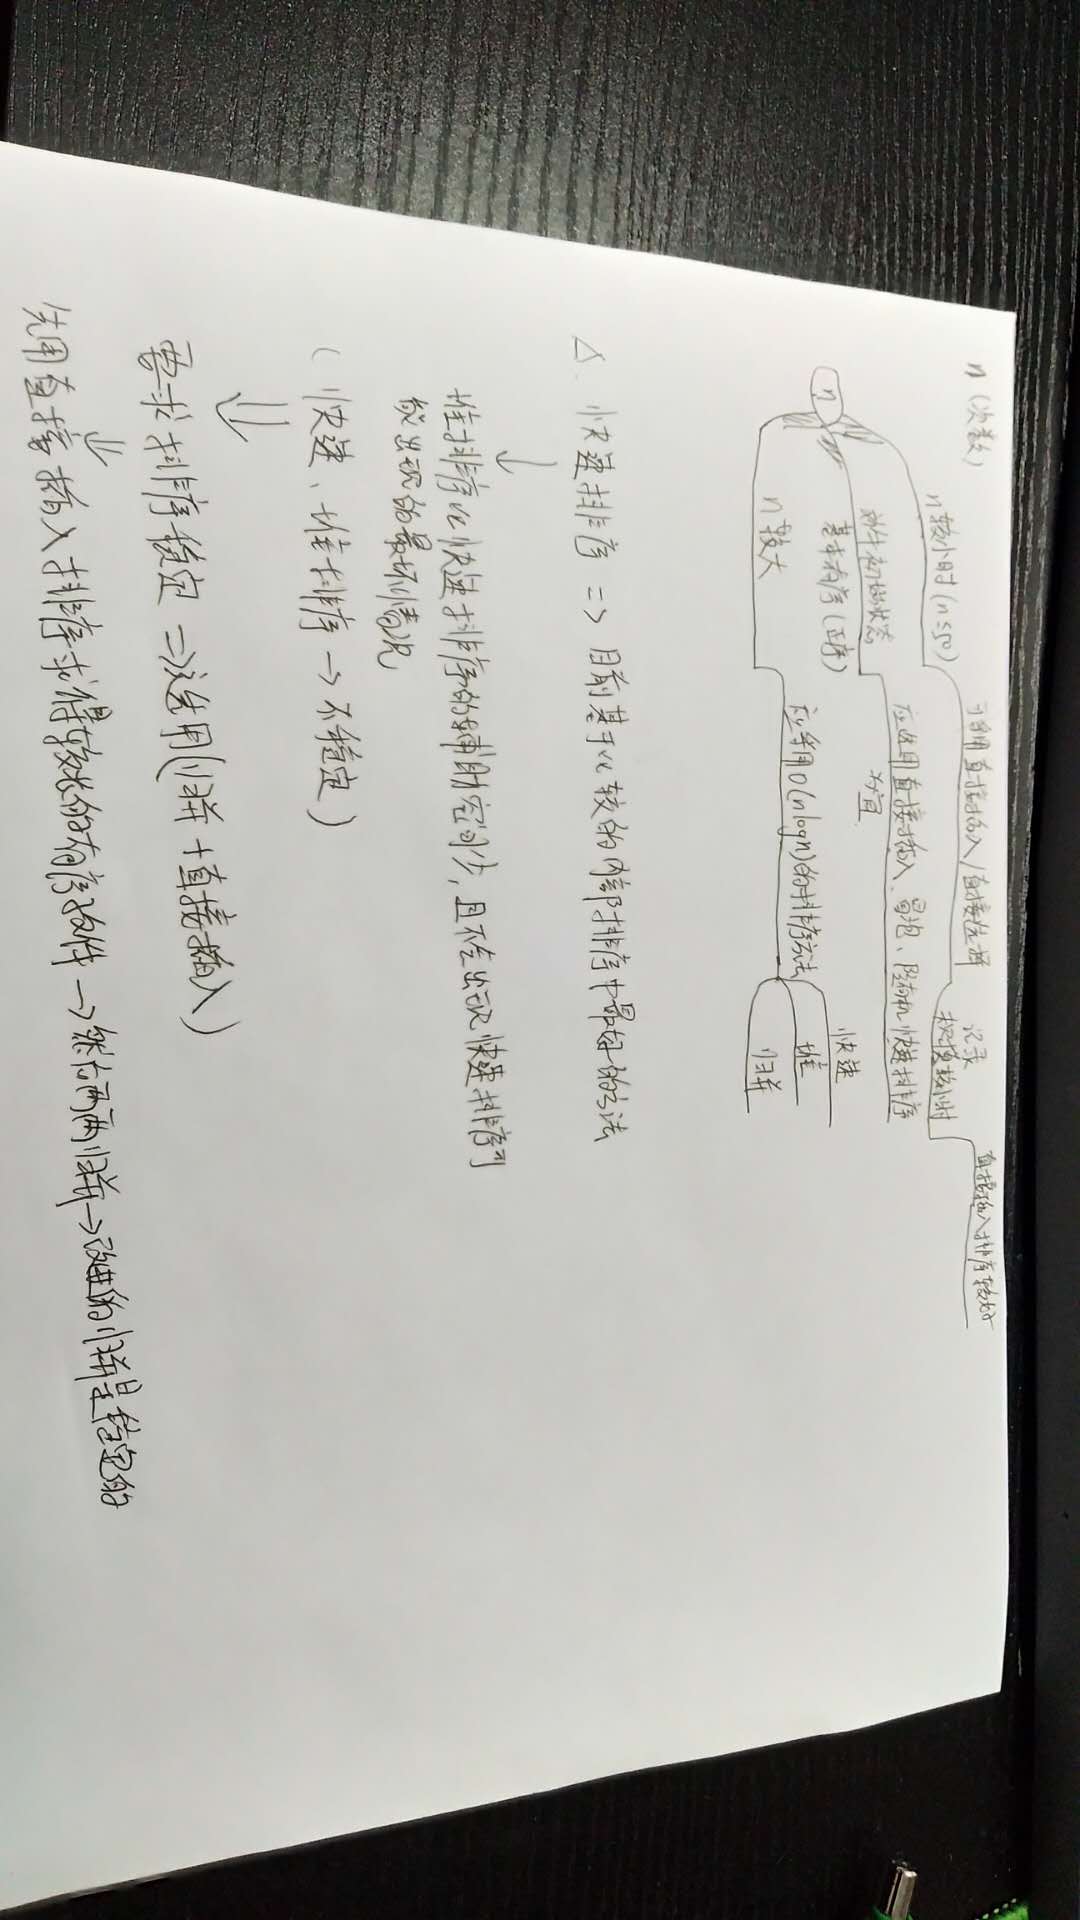 n (次数)
n较小时(n≤50)
可采用直接插入/直接选择
记录
规模较小时
直接插入排序较好
文件初始状态
基本有序(正序)
应选用直接插入、冒泡、随机快速排序
为宜
n
n较大
应采用O(nlogn)的排序方法
快速
堆
归并
△. 快速排序 => 目前基于比较的内部排序中最好的方法
↓
堆排序比快速排序的辅助空间少,且不会出现快速排序可
能出现的最坏情况
(快速、堆排序→不稳定)
⇓
要求排序稳定 => 选用(归并+直接插入)
⇓
先用直接插入排序求得较长的有序文件→然后两两归并→改进的归并是稳定的